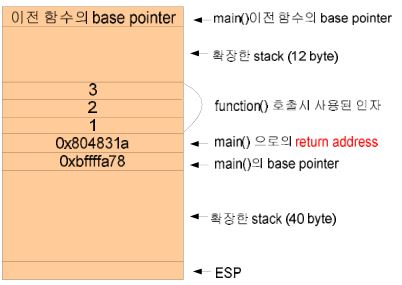 이전 함수의 base pointer
main()이전 함수의 base pointer
확장한 stack (12 byte)
3
2
1
function() 호출시 사용된 인자
0x804831a
main() 으로의 return address
0xbffffa78
main()의 base pointer
확장한 stack (40 byte)
ESP